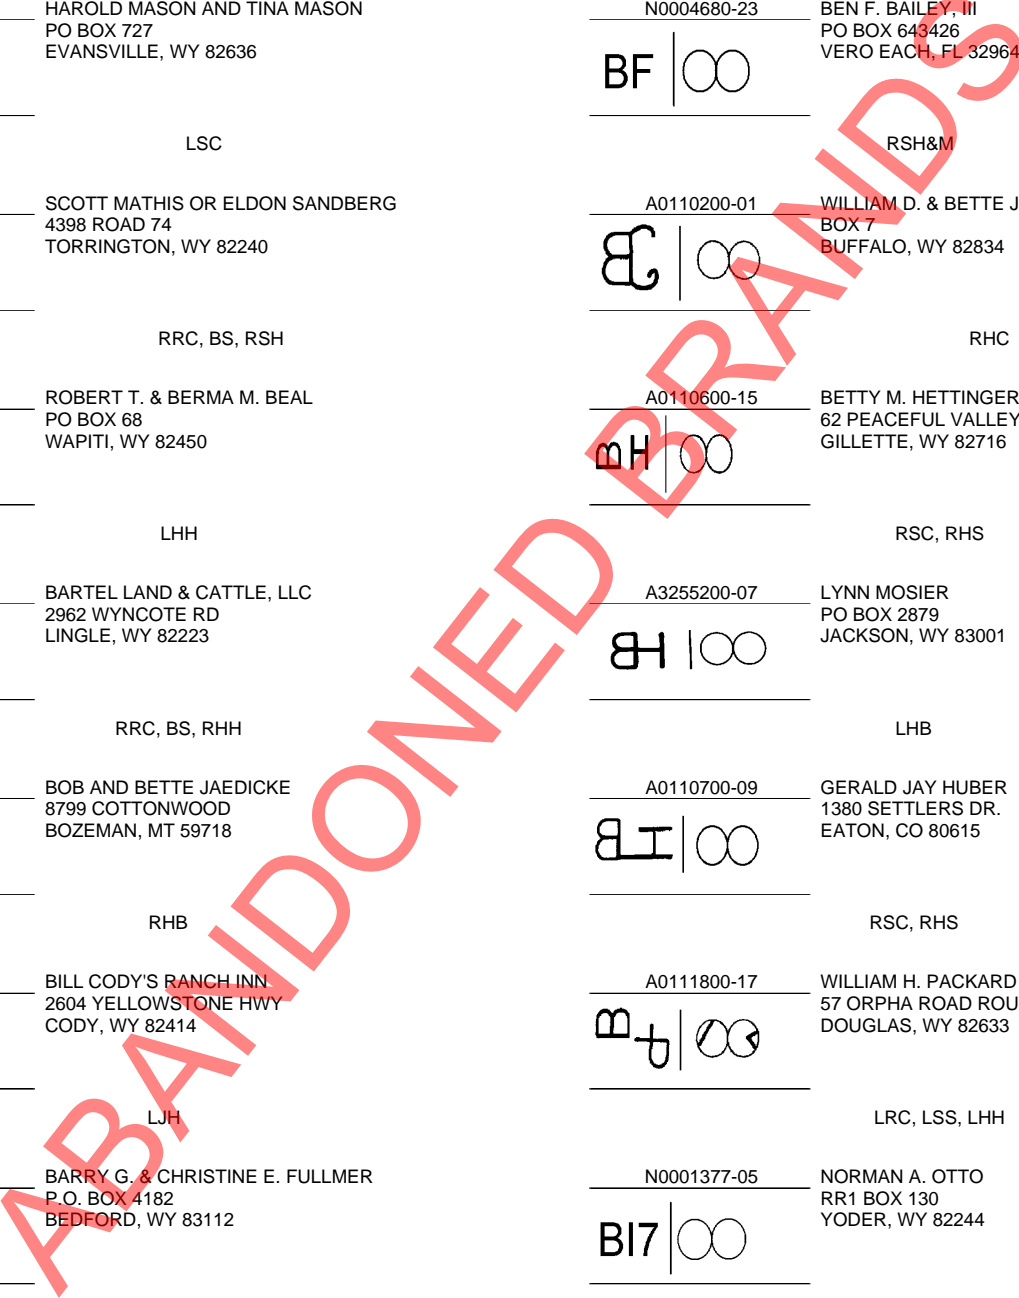 HAROLD MASON AND TINA MASON
PO BOX 727
EVANSVILLE, WY 82636
LSC
SCOTT MATHIS OR ELDON SANDBERG
4398 ROAD 74
TORRINGTON, WY 82240
RRC, BS, RSH
ROBERT T. & BERMA M. BEAL
PO BOX 68
WAPITI, WY 82450
LHH
BARTEL LAND & CATTLE, LLC
2962 WYNCOTE RD
LINGLE, WY 82223
RRC, BS, RHH
BOB AND BETTE JAEDICKE
8799 COTTONWOOD
BOZEMAN, MT 59718
RHB
BILL CODY'S RANCH INN
2604 YELLOWSTONE HWY
CODY, WY 82414
LJH
BARRY G. & CHRISTINE E. FULLMER
P.O. BOX 4182
BEDFORD, WY 83112
N0004680-23
BF
BEN F. BAILEY, III
PO BOX 643426
VERO EACH, FL 32964
RSH&M
A0110200-01
WILLIAM D. & BETTE J
BOX 7
BUFFALO, WY 82834
RHC
A0110600-15
BH
BETTY M. HETTINGER
62 PEACEFUL VALLEY
GILLETTE, WY 82716
RSC, RHS
A3255200-07
LYNN MOSIER
PO BOX 2879
JACKSON, WY 83001
LHB
A0110700-09
GERALD JAY HUBER
1380 SETTLERS DR.
EATON, CO 80615
RSC, RHS
A0111800-17
WILLIAM H. PACKARD
57 ORPHA ROAD ROU
DOUGLAS, WY 82633
LRC, LSS, LHH
N0001377-05
BI7
NORMAN A. OTTO
RR1 BOX 130
YODER, WY 82244
ABANDONED BRANDS